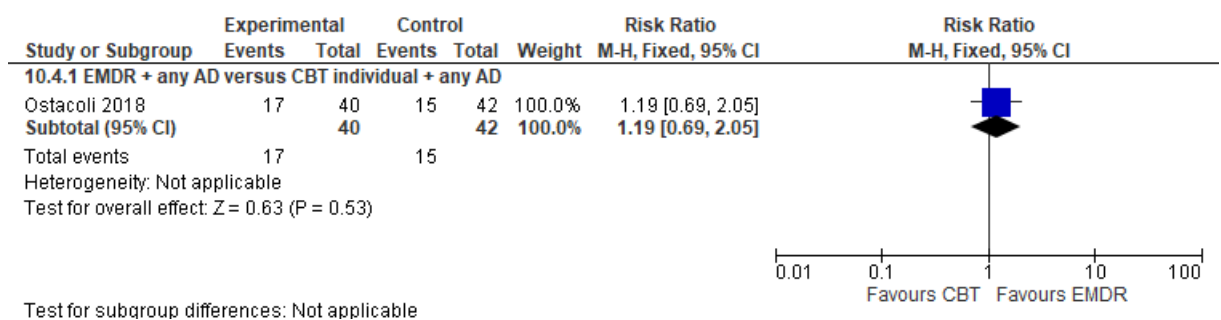 Experimental Control Risk Ratio Risk Ratio
Study or Subgroup Events Total Events Total Weight M-H, Fixed, 95% CI M-H, Fixed, 95% CI
10.4.1 EMDR + any AD versus CBT individual + any AD
Ostacoli 2018 17 40 15 42 100.0% 1.19 [0.69, 2.05]
Subtotal (95% CI) 40 42 100.0% 1.19 [0.69, 2.05]
Total events 17 15
Heterogeneity: Not applicable
Test for overall effect: Z = 0.63 (P = 0.53)
0.01 0.1 1 10 100
Favours CBT Favours EMDR
Test for subgroup differences: Not applicable